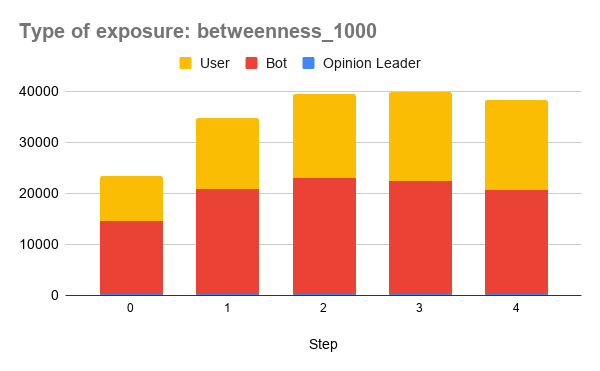 Type of exposure: betweenness_1000
User Bot Opinion Leader
40000
30000
20000
10000
0
0 1 2 3 4
Step